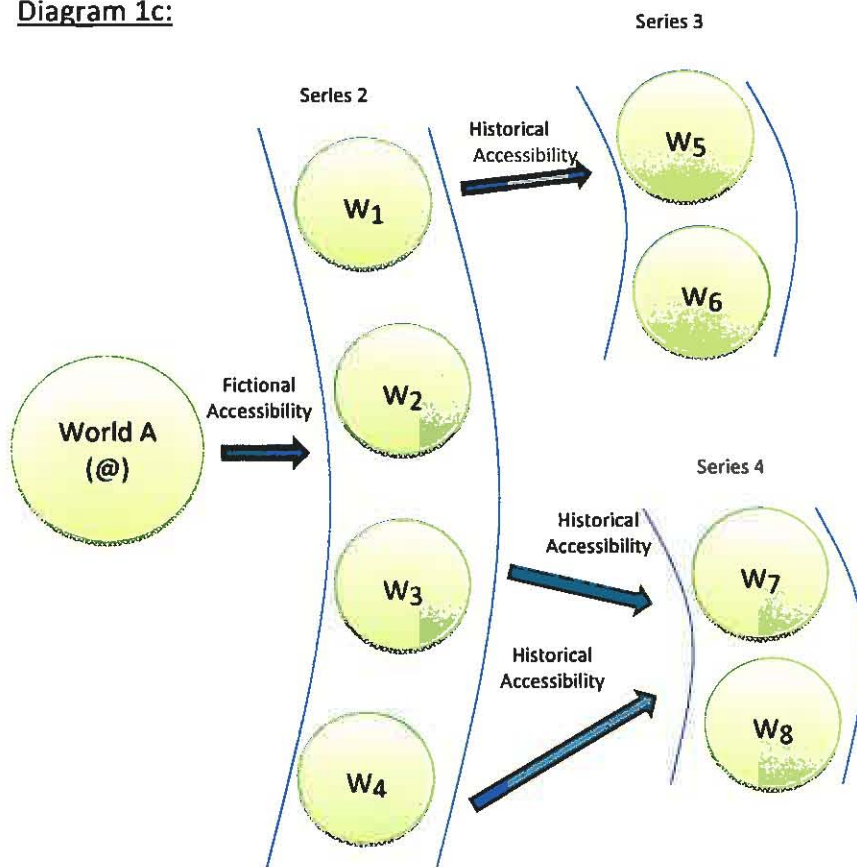 Diagram 1c:
Series 3
Series 2
Historical
Accessibility
W5
W1
W6
Fictional
Accessibility
W2
World A
(@)
Series 4
Historical
Accessibility
W7
W3
Historical
Accessibility
W8
W4